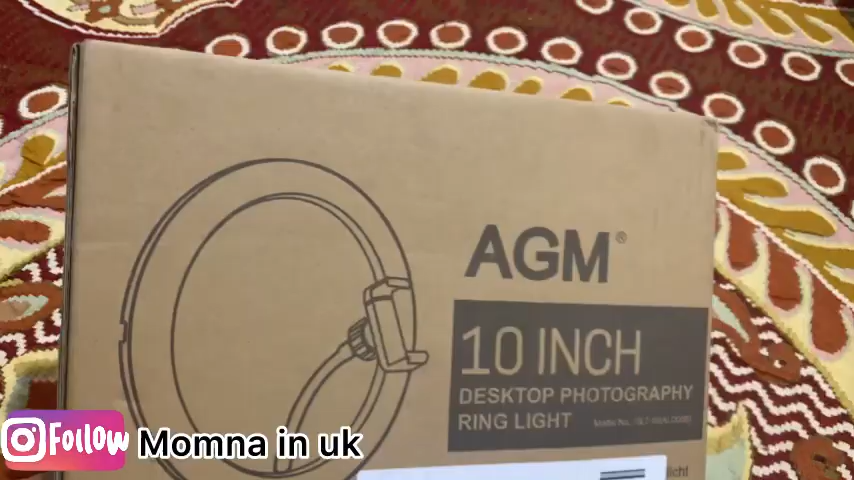 AGM®
10 INCH
DESKTOP PHOTOGRAPHY
RING LIGHT
Follow Momna in uk